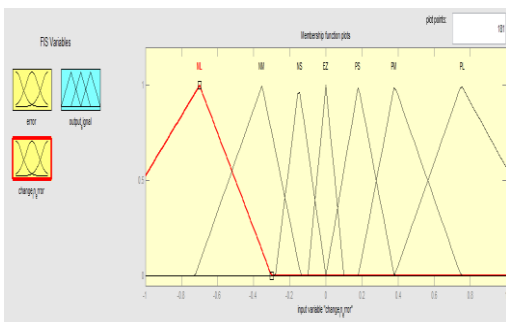 plot points:
181
FIS Variables
Membership function plots
NL NM NS EZ PS PM PL
1
0.5
0
error
output_signal
change_in_error
-1 -0.8 -0.6 -0.4 -0.2 0 0.2 0.4 0.6 0.8 1
input variable "change_in_error"